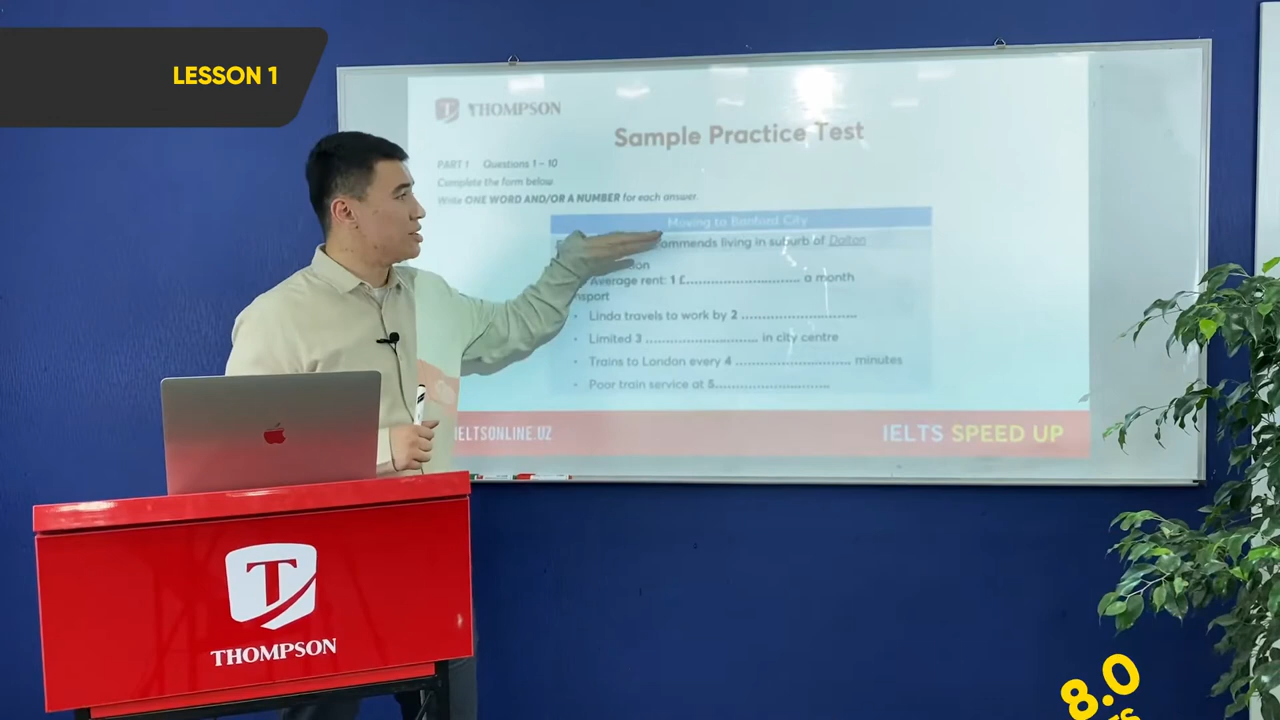 LESSON 1
THOMPSON
Sample Practice Test
PART 1 Questions 1 – 10
Complete the form below
Write ONE WORD AND/OR A NUMBER for each answer.
Moving to Banford City
ommends living in suburb of Dalton
on
Average rent: 1 £........................... a month
nsport
• Linda travels to work by 2 ...........................
• Limited 3 ........................... in city centre
• Trains to London every 4 ........................... minutes
• Poor train service at 5...........................
IELTSONLINE.UZ
IELTS SPEED UP
T
THOMPSON
8.0